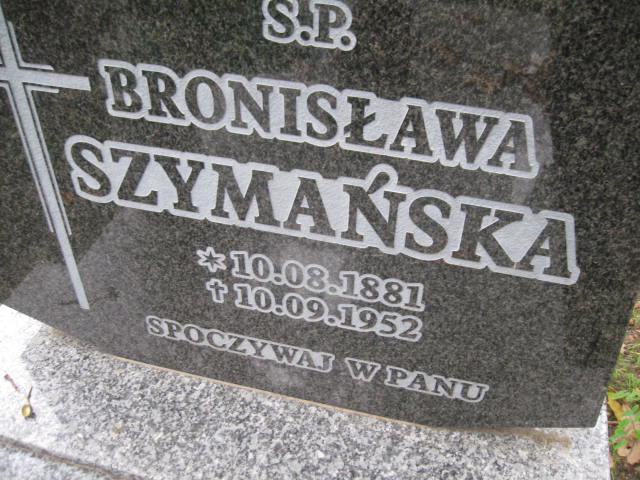 Ś.P.
BRONISŁAWA
SZYMAŃSKA
* 10.08.1881
✝ 10.09.1952
SPOCZYWAJ W PANU